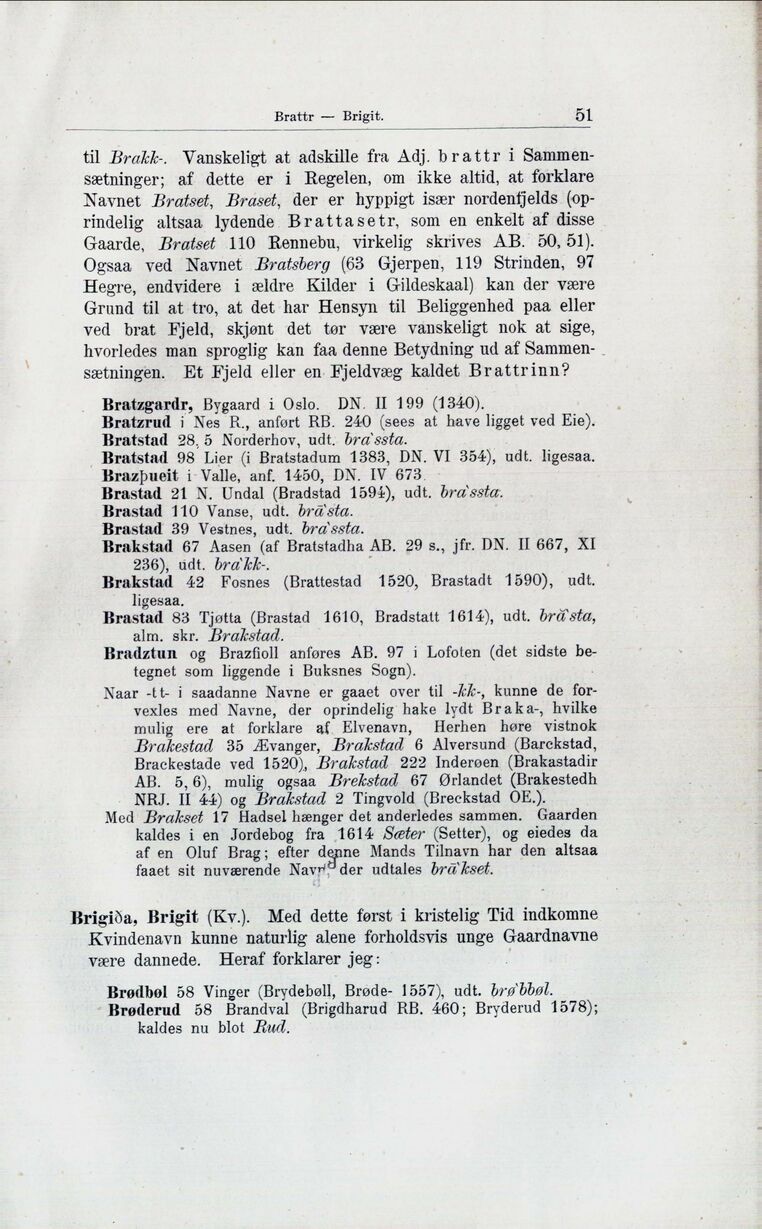 Brattr — Brigit. 51
til Brakk-. Vanskeligt at adskille fra Adj. brattr i Sammen-
sætninger; af dette er i Regelen, om ikke altid, at forklare
Navnet Bratset, Braset, der er hyppigt især nordenfjelds (op-
rindelig altsaa lydende Brattasetr, som en enkelt af disse
Gaarde, Bratset 110 Rennebu, virkelig skrives AB. 50, 51).
Ogsaa ved Navnet Bratsberg (63 Gjerpen, 119 Strinden, 97
Hegre, endvidere i ældre Kilder i Gildeskaal) kan der være
Grund til at tro, at det har Hensyn til Beliggenhed paa eller
ved brat Fjeld, skjønt det tør være vanskeligt nok at sige,
hvorledes man sproglig kan faa denne Betydning ud af Sammen-
sætningen. Et Fjeld eller en Fjeldvæg kaldet Brattrinn?
Bratzgardr, Bygaard i Oslo. DN. II 199 (1340).
Bratzrud i Nes R., anført RB. 240 (sees at have ligget ved Eie).
Bratstad 28, 5 Norderhov, udt. bra`ssta.
Bratstad 98 Lier (i Bratstadum 1383, DN. VI 354), udt. ligesaa.
Brazþueit i Valle, anf. 1450, DN. IV 673
Brastad 21 N. Undal (Bradstad 1594), udt. bra`ssta.
Brastad 110 Vanse, udt. brā`sta.
Brastad 39 Vestnes, udt. bra`ssta.
Brakstad 67 Aasen (af Bratstadha AB. 29 s., jfr. DN. II 667, XI
236), udt. bra`kk-.
Brakstad 42 Fosnes (Brattestad 1520, Brastadt 1590), udt.
ligesaa.
Brastad 83 Tjøtta (Brastad 1610, Bradstatt 1614), udt. brā`sta,
alm. skr. Brakstad.
Bradztun og Brazfioll anføres AB. 97 i Lofoten (det sidste be-
tegnet som liggende i Buksnes Sogn).
Naar -tt- i saadanne Navne er gaaet over til -kk-, kunne de for-
vexles med Navne, der oprindelig hake lydt Braka-, hvilke
mulig ere at forklare af Elvenavn, Herhen høre vistnok
Brakestad 35 Ævanger, Brakstad 6 Alversund (Barckstad,
Brackestade ved 1520), Brakstad 222 Inderøen (Brakastadir
AB. 5, 6), mulig ogsaa Brekstad 67 Ørlandet (Brakestedh
NRJ. II 44) og Brakstad 2 Tingvold (Breckstad OE.).
Med Brakset 17 Hadsel hænger det anderledes sammen. Gaarden
kaldes i en Jordebog fra 1614 Sæter (Setter), og eiedes da
af en Oluf Brag; efter denne Mands Tilnavn har den altsaa
faaet sit nuværende Navn der udtales brā`kset.
Brigiða, Brigit (Kv.). Med dette først i kristelig Tid indkomne
Kvindenavn kunne naturlig alene forholdsvis unge Gaardnavne
være dannede. Heraf forklarer jeg:
Brødbøl 58 Vinger (Brydebøll, Brøde- 1557), udt. brø`bbøl.
Brøderud 58 Brandval (Brigdharud RB. 460; Bryderud 1578);
kaldes nu blot Rud.